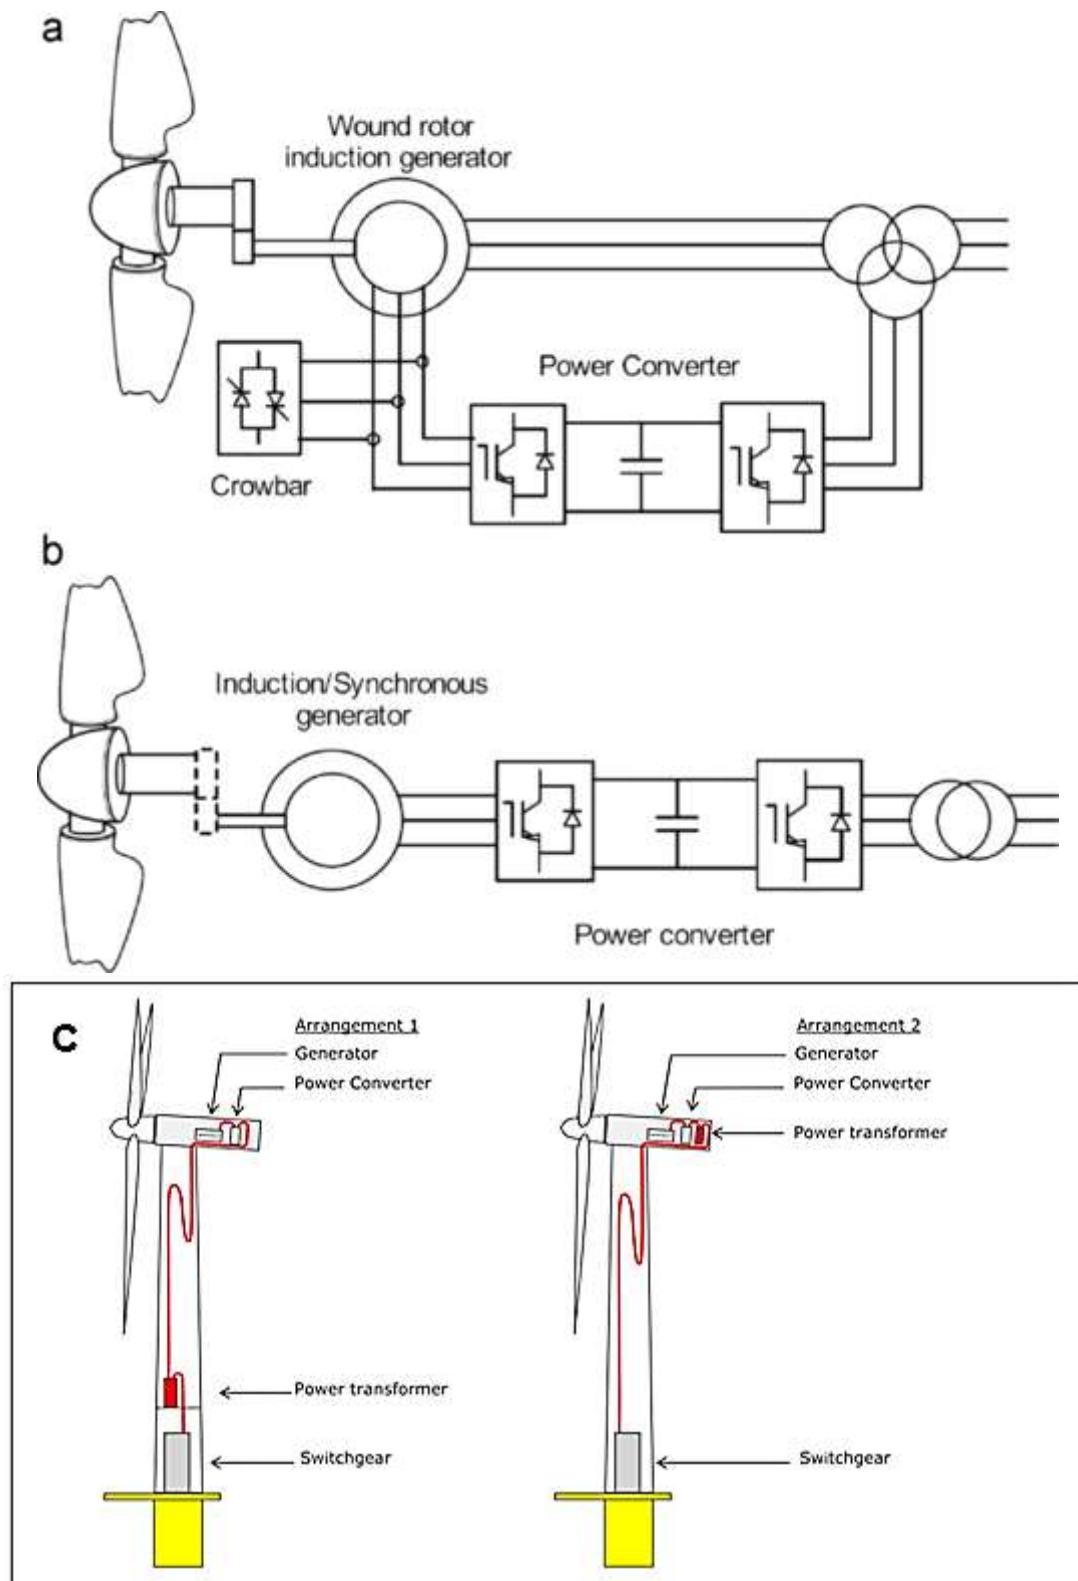 a
Wound rotor
induction generator
Power Converter
Crowbar
b
Induction/Synchronous
generator
Power converter
C
Arrangement 1
Generator
Power Converter
Power transformer
Switchgear
Arrangement 2
Generator
Power Converter
Power transformer
Switchgear